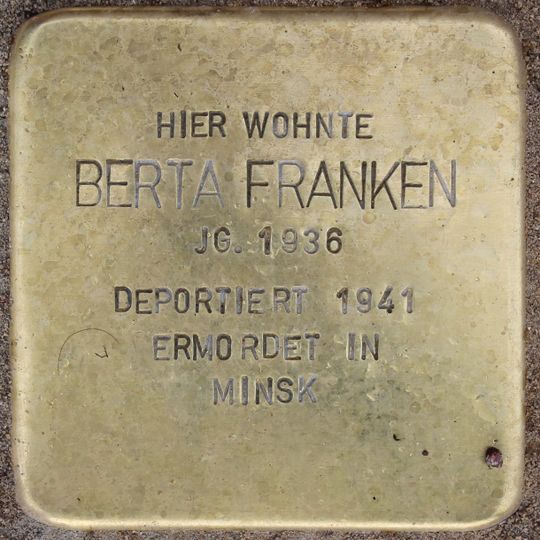 HIER WOHNTE
BERTA FRANKEN
JG. 1936
DEPORTIERT 1941
ERMORDET IN
MINSK